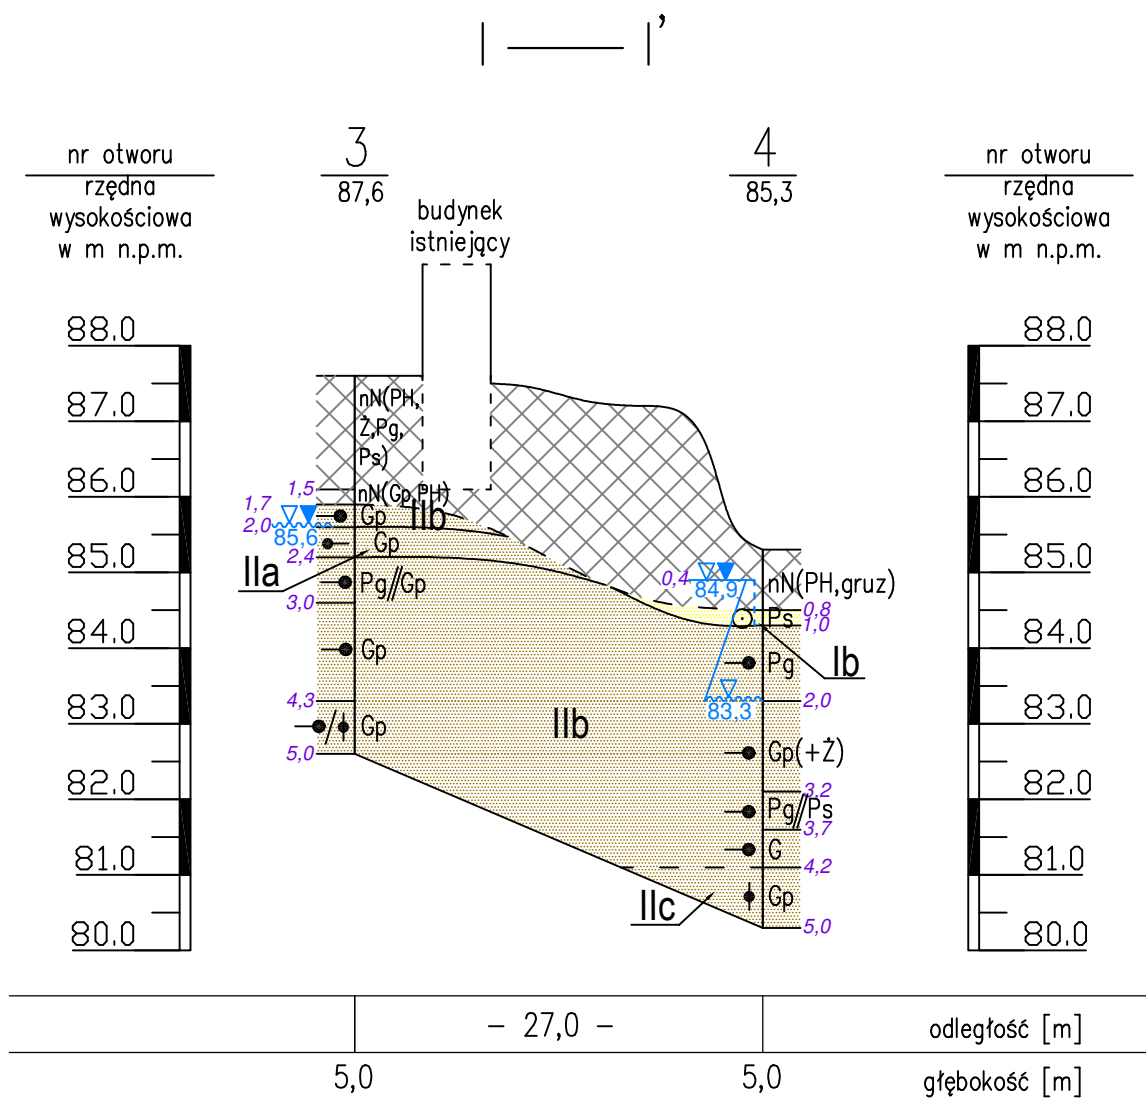 I — I'
nr otworu
rzędna
wysokościowa
w m n.p.m.
3
87,6
4
85,3
nr otworu
rzędna
wysokościowa
w m n.p.m.
budynek
istniejący
88.0
87.0
86.0
85.0
84.0
83.0
82.0
81.0
80.0
nN(PH,
Ż,Pg,
Ps)
1,5
nN(Gp,PH)
1,7
Gp
IIb
2,0
85,6
Gp
2,4
IIa
Pg//Gp
3,0
Gp
4,3
/
Gp
5,0
IIb
0,4
84,9
nN(PH,gruz)
0,8
Ps
1,0
Ib
Pg
2,0
83,3
Gp(+Ż)
3,2
Pg//Ps
3,7
G
4,2
IIc
Gp
5,0
88.0
87.0
86.0
85.0
84.0
83.0
82.0
81.0
80.0
- 27,0 -
odległość [m]
5,0
5,0
głębokość [m]